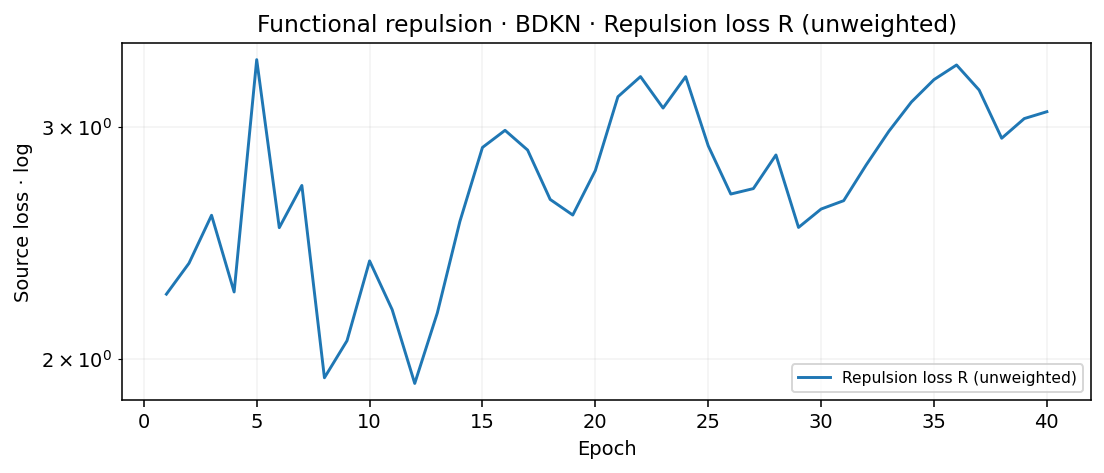 Functional repulsion · BDKN · Repulsion loss R (unweighted)
Source loss · log
3 × 10⁰
2 × 10⁰
Repulsion loss R (unweighted)
0 5 10 15 20 25 30 35 40
Epoch